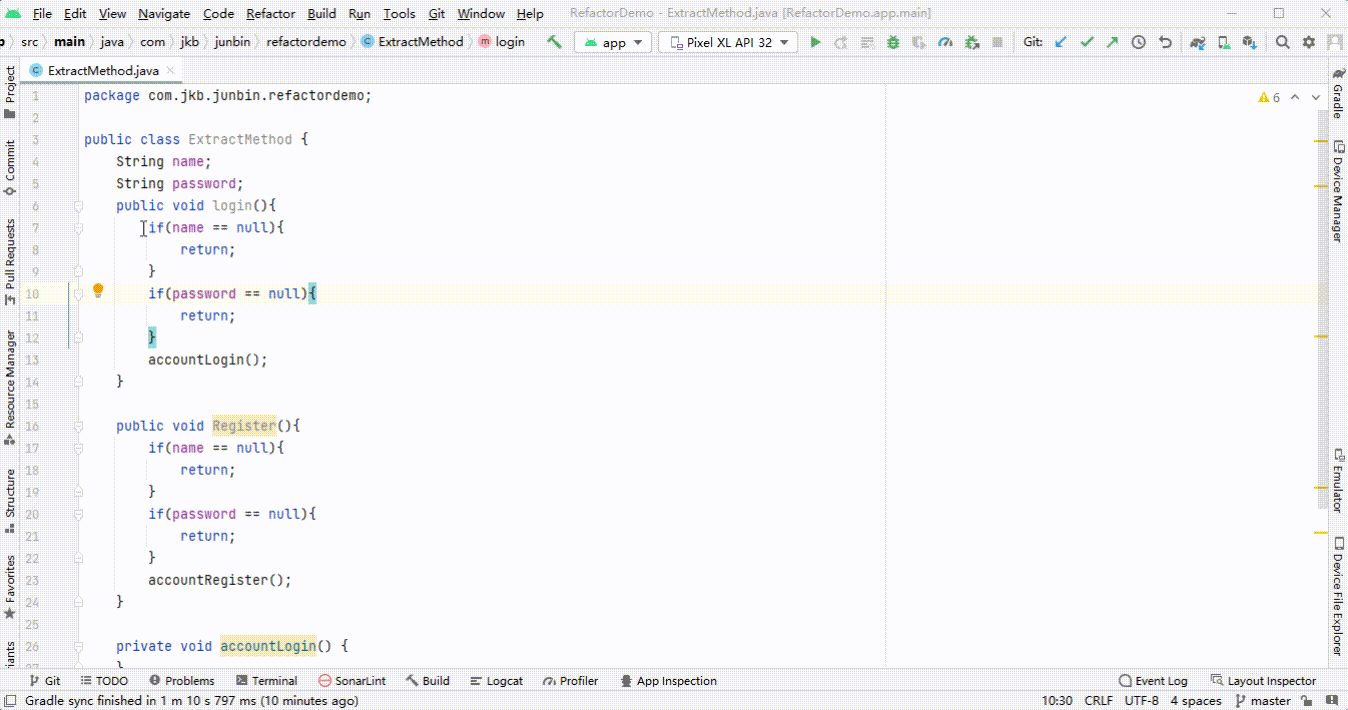 File Edit View Navigate Code Refactor Build Run Tools Git Window Help RefactorDemo - ExtractMethod.java [RefactorDemo.app.main]
src main java com jkb junbin refactordemo C ExtractMethod m login app Pixel XL API 32 Git:
C ExtractMethod.java
Project
Commit
Pull Requests
Resource Manager
Structure
Favorites
1 package com.jkb.junbin.refactordemo;
2
3 public class ExtractMethod {
4 String name;
5 String password;
6 public void login(){
7 if(name == null){
8 return;
9 }
10 if(password == null){
11 return;
12 }
13 accountLogin();
14 }
15
16 public void Register(){
17 if(name == null){
18 return;
19 }
20 if(password == null){
21 return;
22 }
23 accountRegister();
24 }
25
26 private void accountLogin() {
}
6
Gradle
Device Manager
Emulator
Device File Explorer
Git TODO Problems Terminal SonarLint Build Logcat Profiler App Inspection Event Log Layout Inspector
Gradle sync finished in 1 m 10 s 797 ms (10 minutes ago) 10:30 CRLF UTF-8 4 spaces master